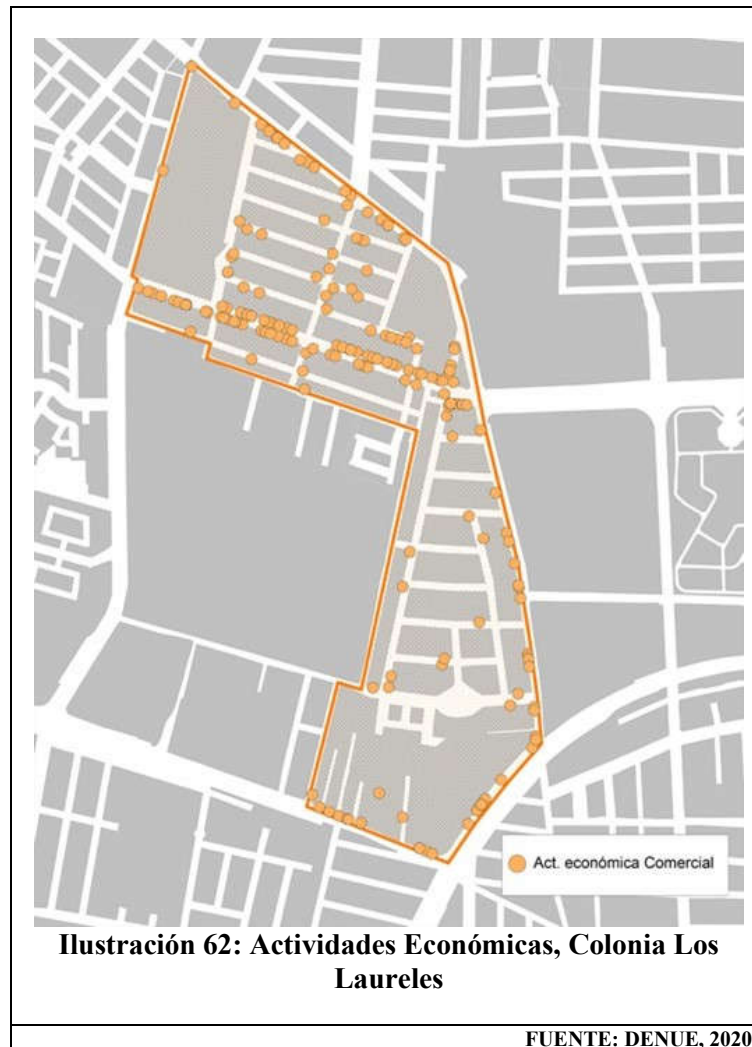 Act. económica Comercial
Ilustración 62: Actividades Económicas, Colonia Los
Laureles
FUENTE: DENUE, 2020